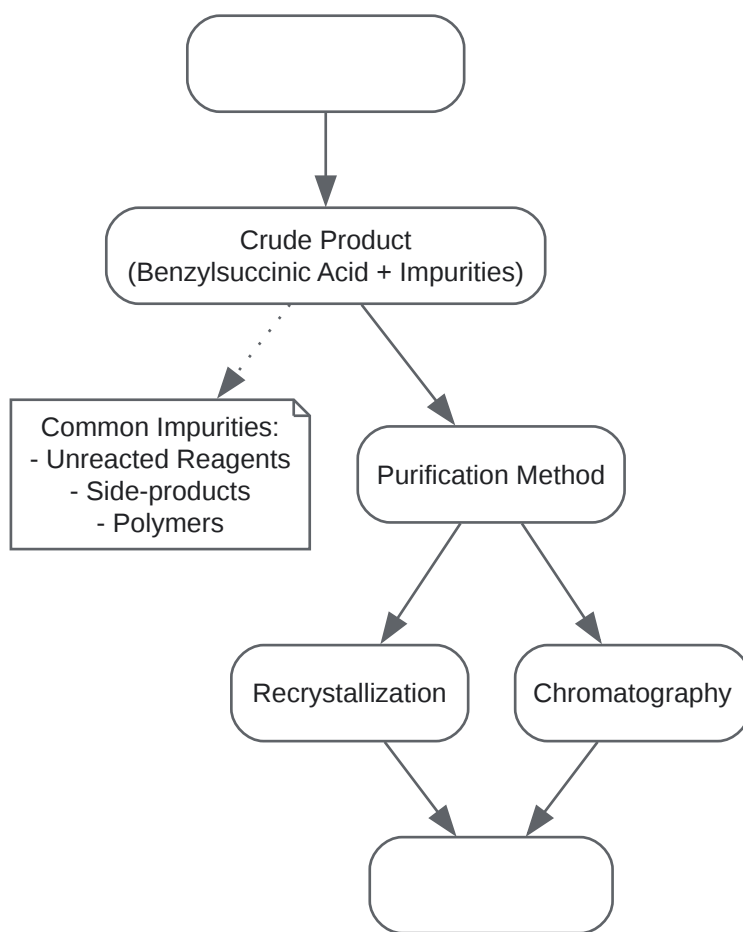 Crude Product
(Benzylsuccinic Acid + Impurities)
Common Impurities:
- Unreacted Reagents
- Side-products
- Polymers
Purification Method
Recrystallization
Chromatography